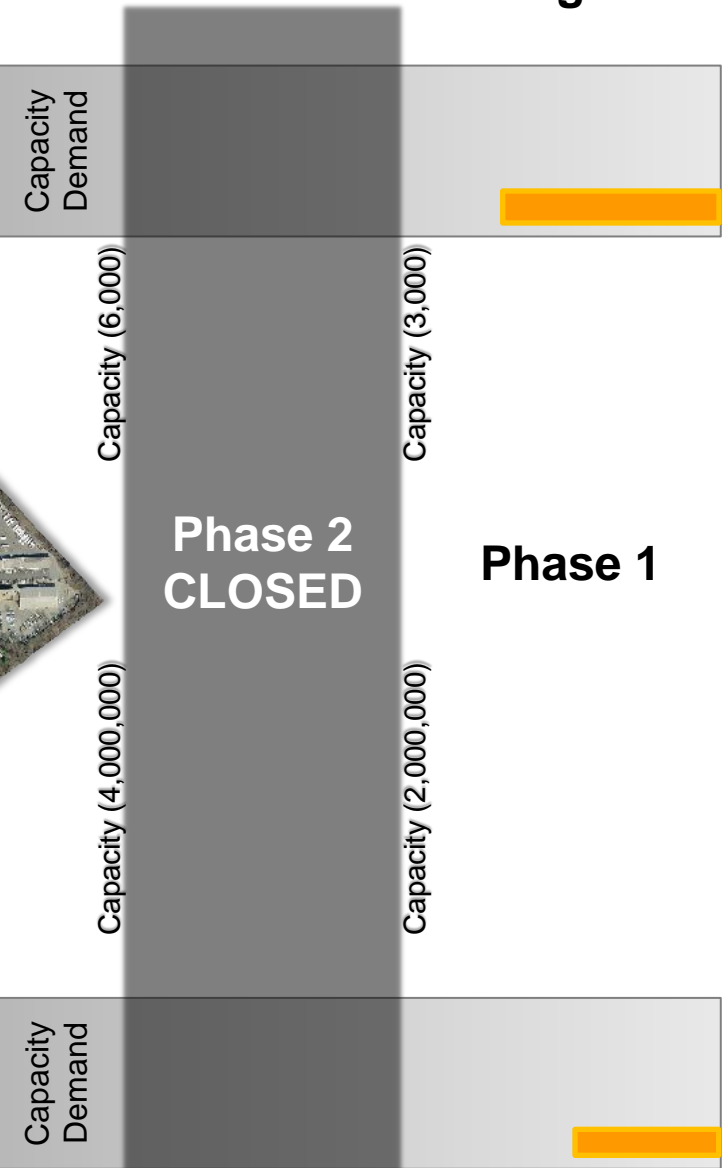 Capacity
Demand
Capacity (6,000)
Capacity (3,000)
Phase 2
CLOSED
Phase 1
Capacity (4,000,000)
Capacity (2,000,000)
Capacity
Demand